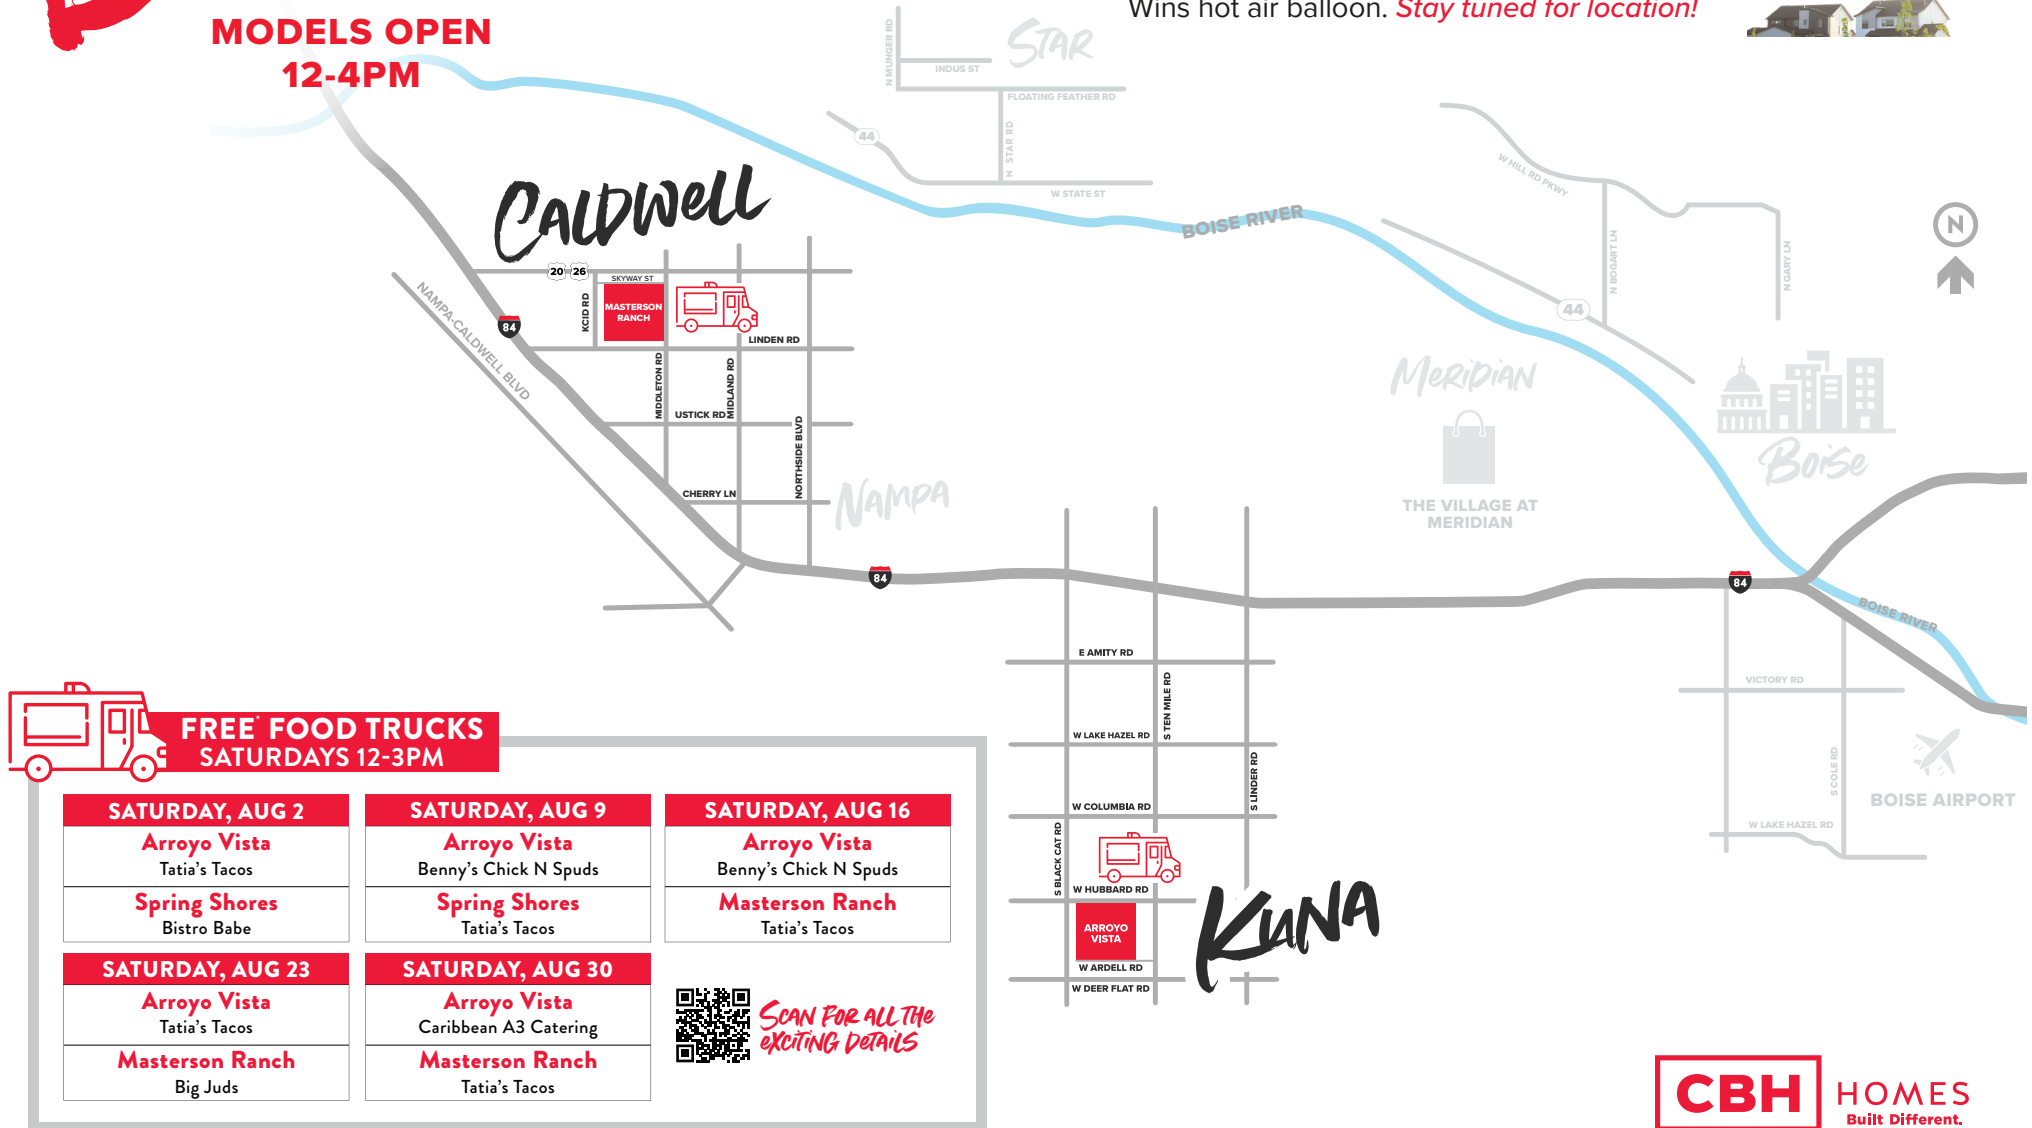 MODELS OPEN
12-4PM
Wins hot air balloon. Stay tuned for location!
STAR
N MUNGER RD
INDUS ST
FLOATING FEATHER RD
44
N STAR RD
W STATE ST
W HILL RD PKWY
CALDWELL
BOISE RIVER
N BOGART LN
N GARY LN
N
20 26
SKYWAY ST
KCID RD
MASTERSON
RANCH
NAMPA-CALDWELL BLVD
84
LINDEN RD
44
MIDDLETON RD
MIDLAND RD
USTICK RD
NORTHSIDE BLVD
CHERRY LN
NAMPA
MERIDIAN
THE VILLAGE AT
MERIDIAN
BOISE
84
84
BOISE RIVER
E AMITY RD
S TEN MILE RD
W LAKE HAZEL RD
S LINDER RD
W COLUMBIA RD
S BLACK CAT RD
W HUBBARD RD
ARROYO
VISTA
W ARDELL RD
W DEER FLAT RD
KUNA
VICTORY RD
S COLE RD
BOISE AIRPORT
W LAKE HAZEL RD
FREE* FOOD TRUCKS
SATURDAYS 12-3PM
SATURDAY, AUG 2
Arroyo Vista
Tatia's Tacos
Spring Shores
Bistro Babe
SATURDAY, AUG 9
Arroyo Vista
Benny's Chick N Spuds
Spring Shores
Tatia's Tacos
SATURDAY, AUG 16
Arroyo Vista
Benny's Chick N Spuds
Masterson Ranch
Tatia's Tacos
SATURDAY, AUG 23
Arroyo Vista
Tatia's Tacos
Masterson Ranch
Big Juds
SATURDAY, AUG 30
Arroyo Vista
Caribbean A3 Catering
Masterson Ranch
Tatia's Tacos
SCAN FOR ALL THE
EXCITING DETAILS
CBH HOMES
Built Different.